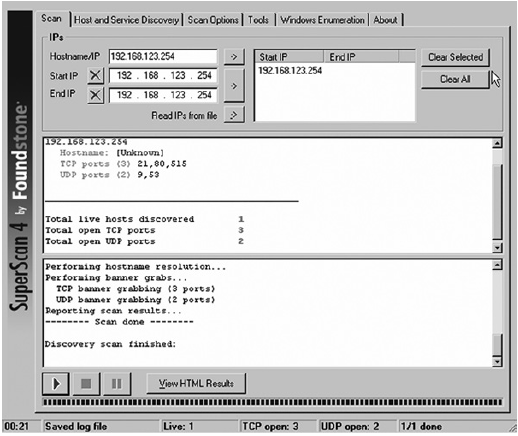 Scan Host and Service Discovery Scan Options Tools Windows Enumeration About
IPs
Hostname/IP 192.168.123.254 ->
Start IP X 192 . 168 . 123 . 254
End IP X 192 . 168 . 123 . 254
->
Read IPs from file ->
Start IP End IP
192.168.123.254
Clear Selected
Clear All
192.168.123.254
Hostname: [Unknown]
TCP ports (3) 21,80,515
UDP ports (2) 9,53
Total live hosts discovered 1
Total open TCP ports 3
Total open UDP ports 2
Performing hostname resolution...
Performing banner grabs...
TCP banner grabbing (3 ports)
UDP banner grabbing (2 ports)
Reporting scan results...
-------- Scan done --------
Discovery scan finished:
SuperScan 4 by Foundstone
View HTML Results
00:21 Saved log file Live: 1 TCP open: 3 UDP open: 2 1/1 done